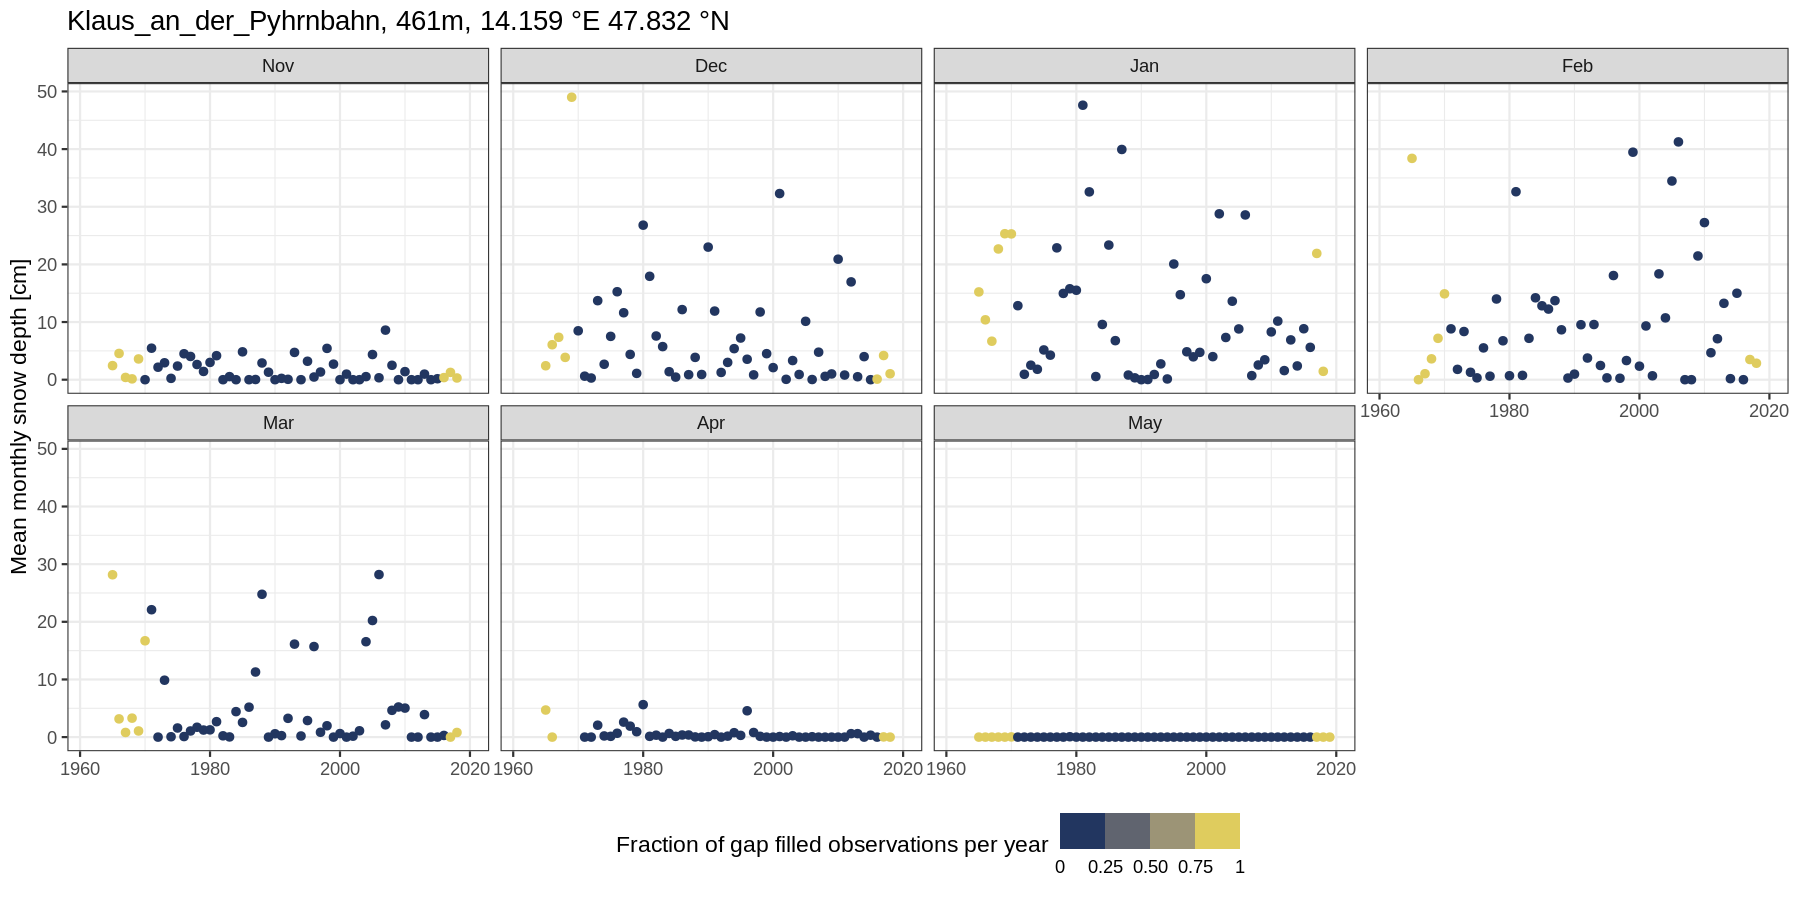 Klaus_an_der_Pyhrnbahn, 461m, 14.159 °E 47.832 °N
Nov Dec Jan Feb
50
40
30
20
10
0
Mean monthly snow depth [cm]
1960 1980 2000 2020
Mar Apr May
50
40
30
20
10
0
1960 1980 2000 2020 1960 1980 2000 2020 1960 1980 2000 2020
Fraction of gap filled observations per year
0 0.25 0.50 0.75 1